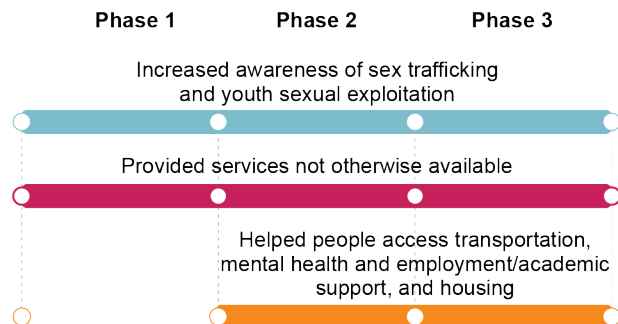 Phase 1 Phase 2 Phase 3
Increased awareness of sex trafficking
and youth sexual exploitation
Provided services not otherwise available
Helped people access transportation,
mental health and employment/academic
support, and housing